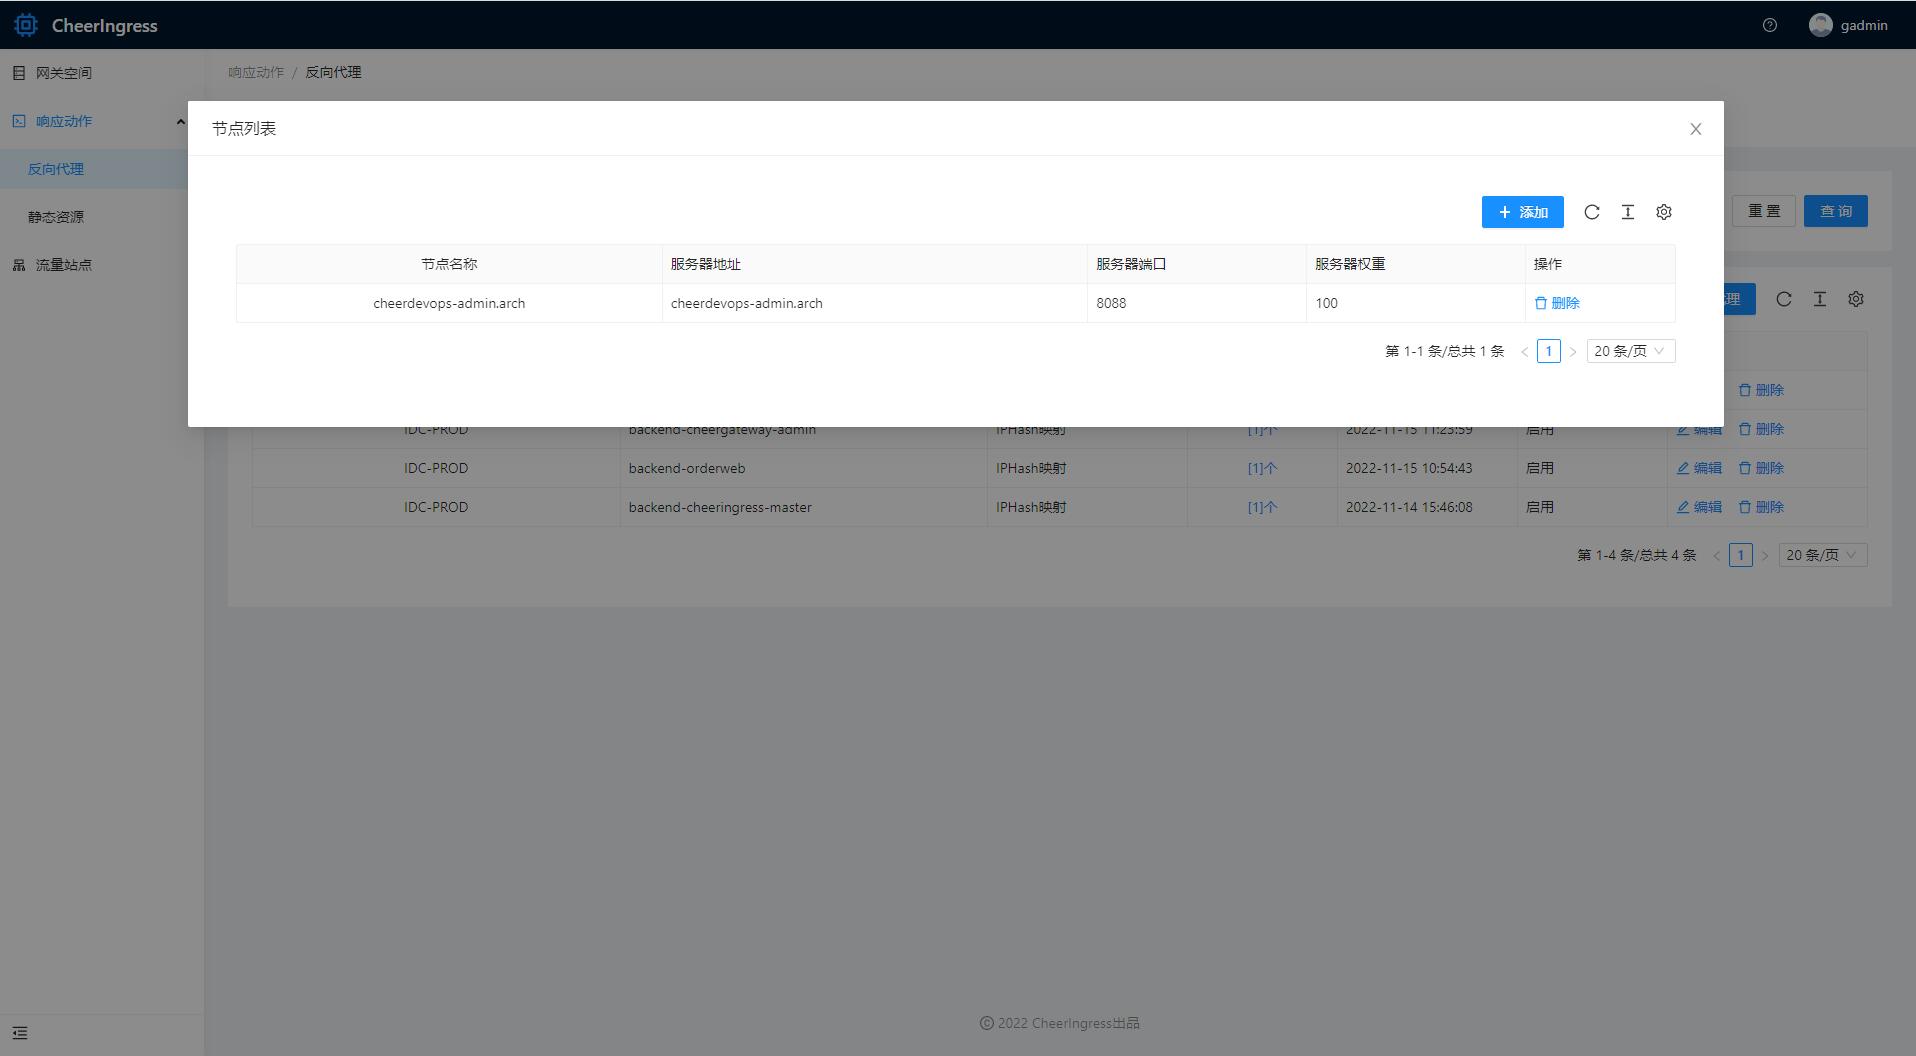 CheerIngress
gadmin
网关空间
响应动作 / 反向代理
响应动作
反向代理
静态资源
流量站点
节点列表
添加
重置 查询
节点名称 服务器地址 服务器端口 服务器权重 操作
cheerdevops-admin.arch cheerdevops-admin.arch 8088 100 删除
第 1-1 条/总共 1 条 1 20 条/页
理
删除
IDC-PROD backend-cheergateway-admin IPHash映射 [1]个 2022-11-15 11:23:59 启用 编辑 删除
IDC-PROD backend-orderweb IPHash映射 [1]个 2022-11-15 10:54:43 启用 编辑 删除
IDC-PROD backend-cheeringress-master IPHash映射 [1]个 2022-11-14 15:46:08 启用 编辑 删除
第 1-4 条/总共 4 条 1 20 条/页
© 2022 CheerIngress出品